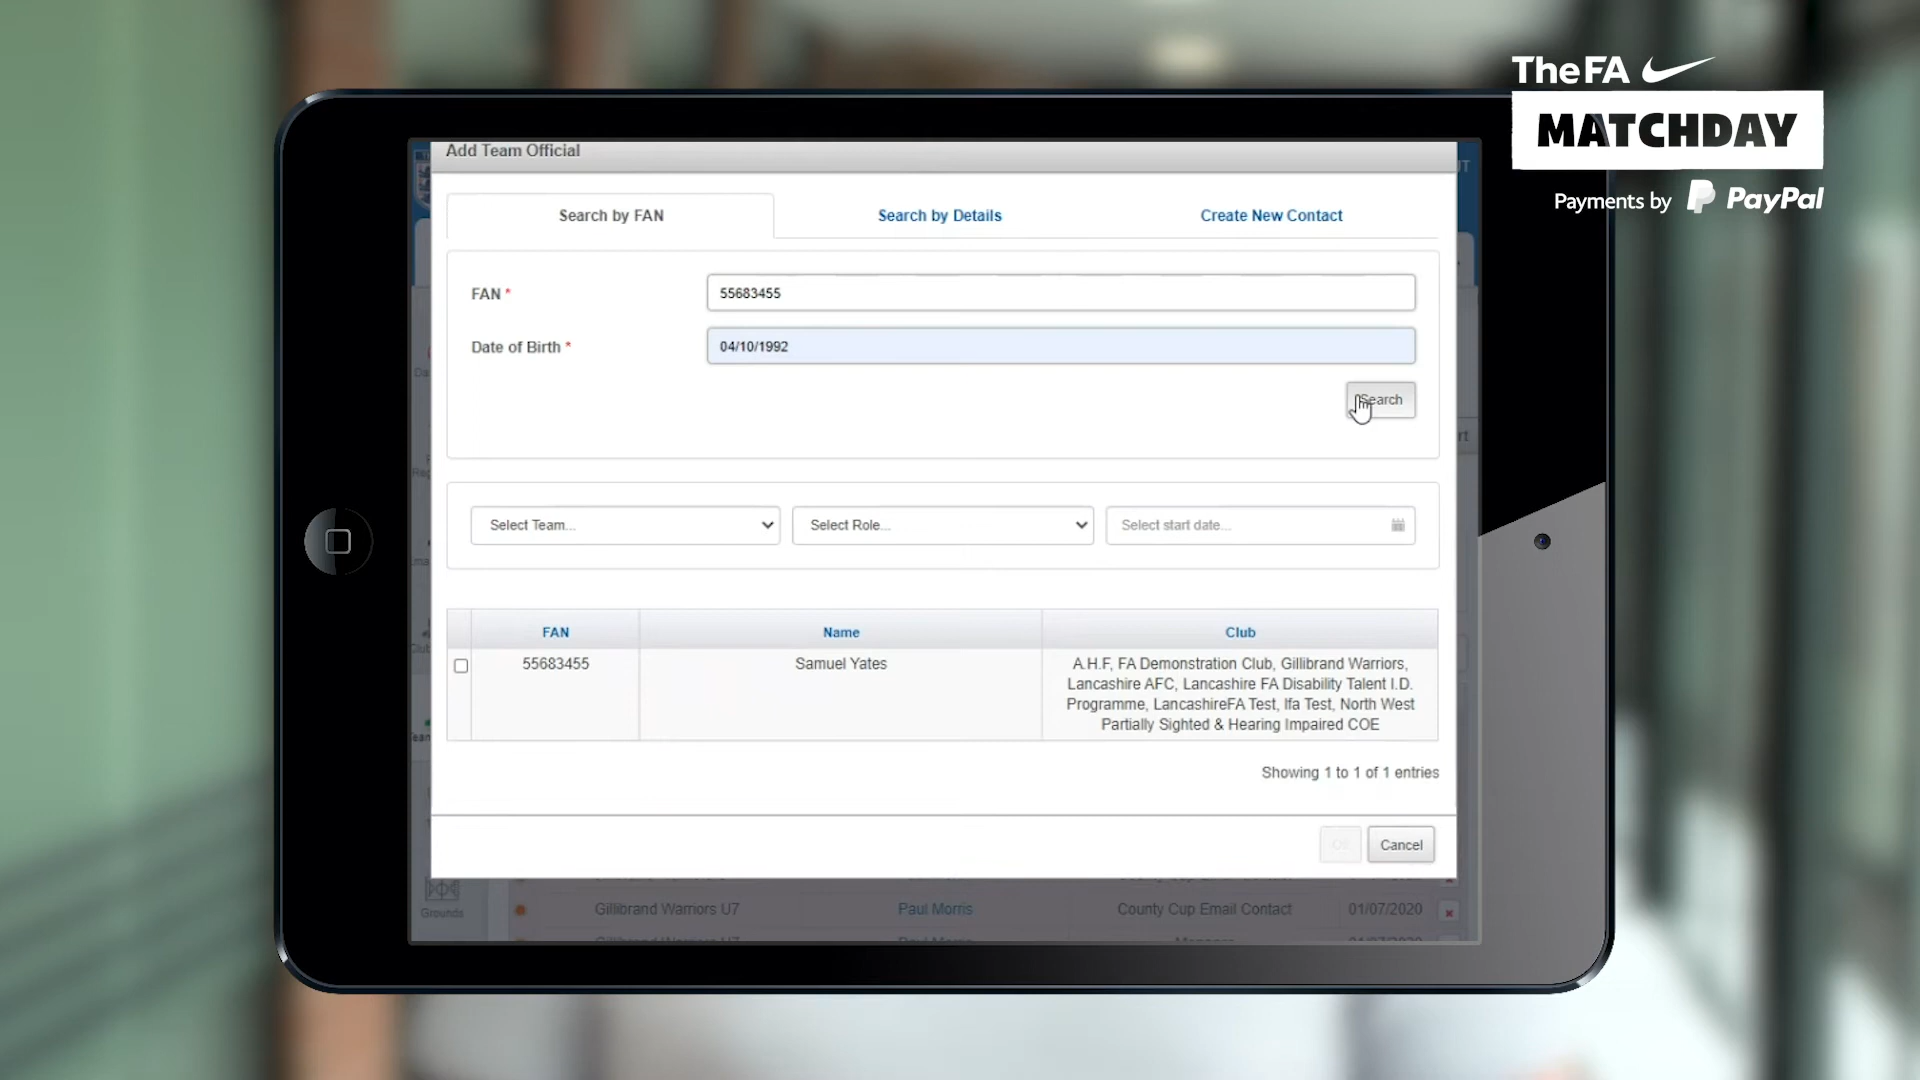 TheFA
MATCHDAY
Payments by PayPal
Add Team Official
Search by FAN
Search by Details
Create New Contact
FAN *
55683455
Date of Birth *
04/10/1992
Search
Select Team...
Select Role...
Select start date...
FAN
Name
Club
55683455
Samuel Yates
A.H.F, FA Demonstration Club, Gillibrand Warriors,
Lancashire AFC, Lancashire FA Disability Talent I.D.
Programme, LancashireFA Test, lfa Test, North West
Partially Sighted & Hearing Impaired COE
Showing 1 to 1 of 1 entries
Cancel
Grounds
Gillibrand Warriors U7
Paul Morris
County Cup Email Contact
01/07/2020